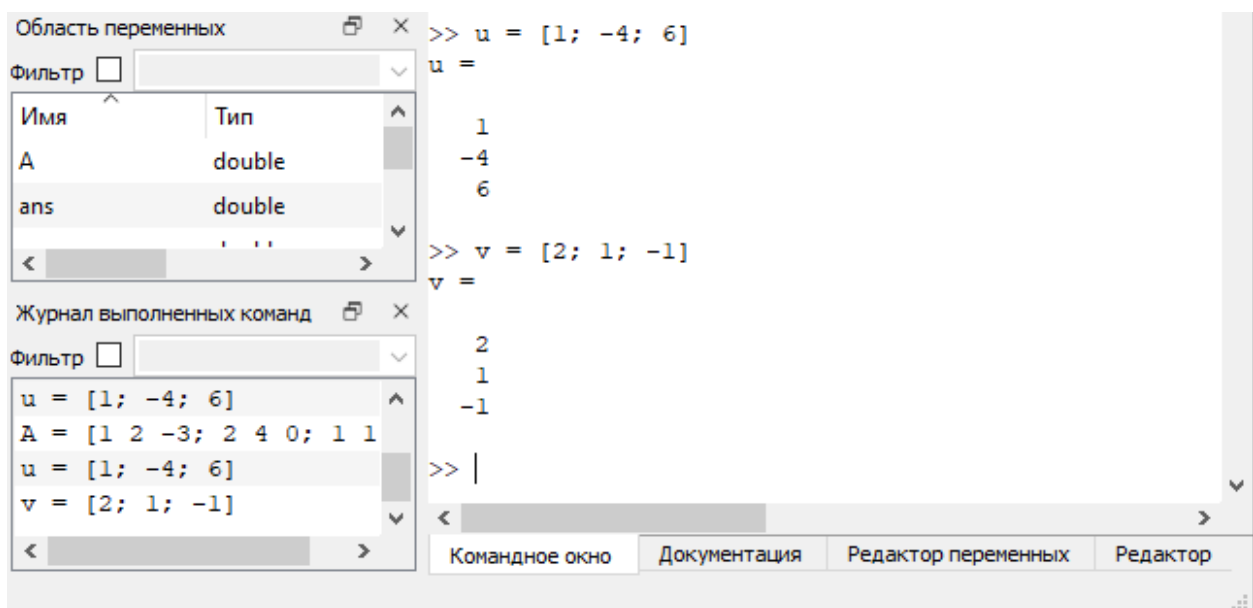 Область переменных
Фильтр
Имя Тип
A double
ans double
Журнал выполненных команд
Фильтр
u = [1; -4; 6]
A = [1 2 -3; 2 4 0; 1 1
u = [1; -4; 6]
v = [2; 1; -1]
>> u = [1; -4; 6]
u =
1
-4
6
>> v = [2; 1; -1]
v =
2
1
-1
>>
Командное окно Документация Редактор переменных Редактор